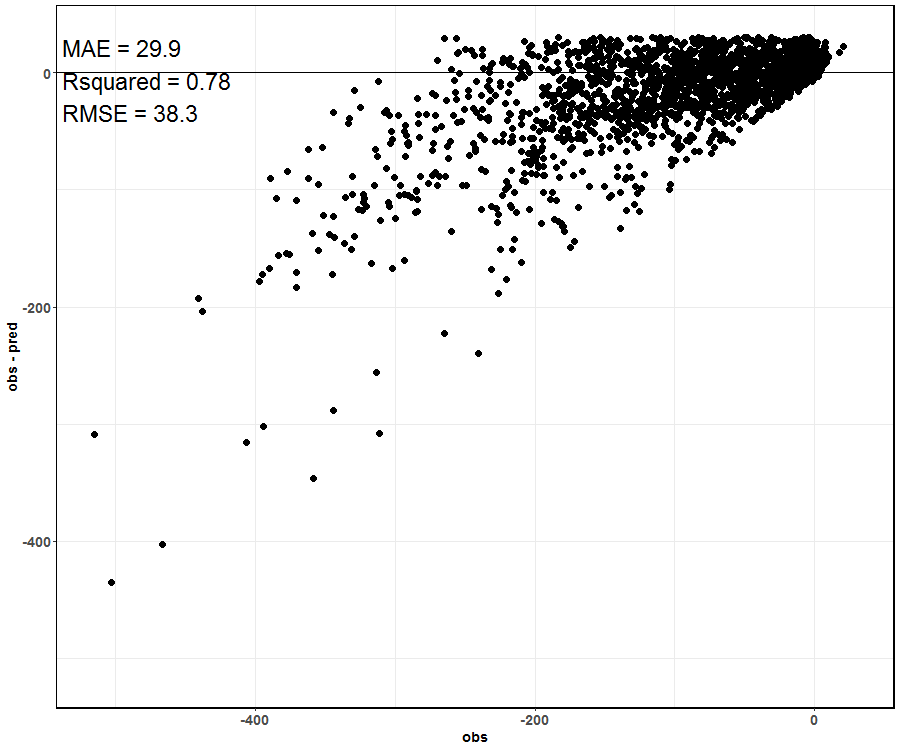 MAE = 29.9
0
Rsquared = 0.78
RMSE = 38.3
-200
obs - pred
-400
-400
-200
0
obs